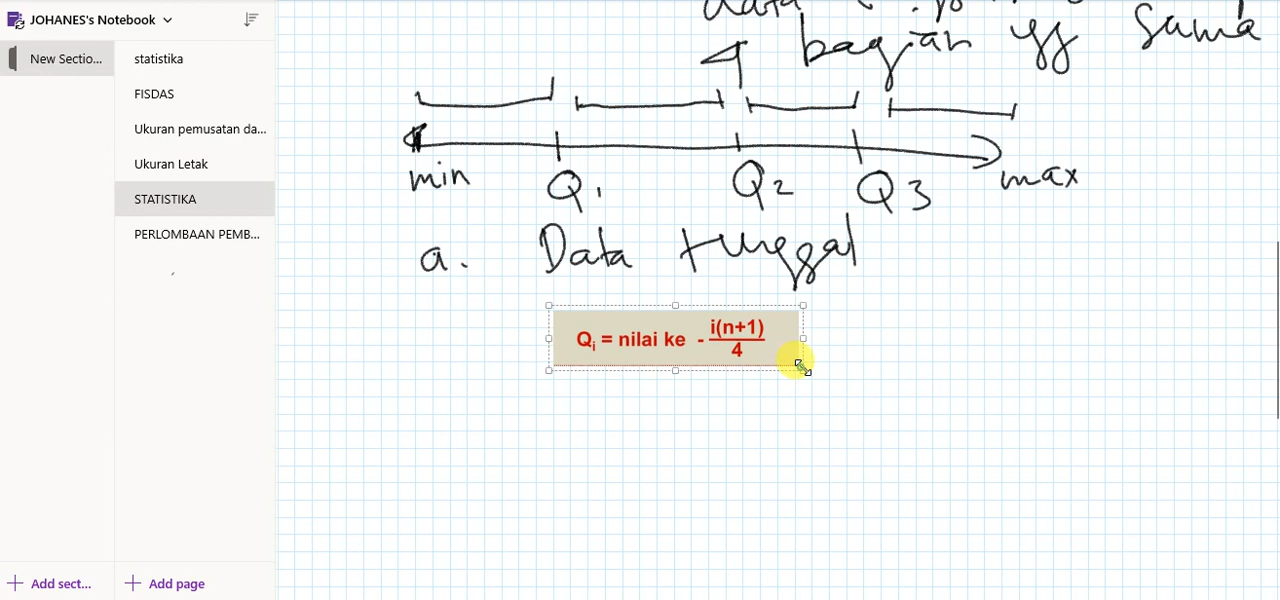 JOHANES's Notebook
New Sectio...
statistika
FISDAS
Ukuran pemusatan da...
Ukuran Letak
STATISTIKA
PERLOMBAAN PEMB...
Add sect...
Add page
data
4 bagian yg sama
min Q1 Q2 Q3 max
a. Data tunggal
Qi = nilai ke - i(n+1)/4